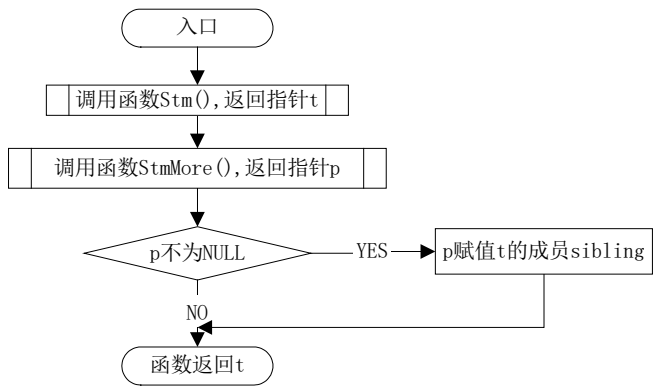 入口
调用函数Stm(),返回指针t
调用函数StmMore(),返回指针p
p不为NULL
YES
p赋值t的成员sibling
NO
函数返回t